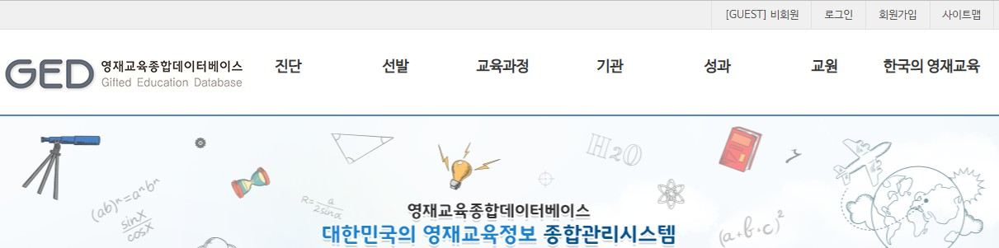 [GUEST] 비회원 로그인 회원가입 사이트맵
GED 영재교육종합데이터베이스
Gifted Education Database
진단 선발 교육과정 기관 성과 교원 한국의 영재교육
H2O
(ab)ⁿ=aⁿbⁿ
sinx
cosx
R=a/2sinα
(a+b+c)²
영재교육종합데이터베이스
대한민국의 영재교육정보 종합관리시스템